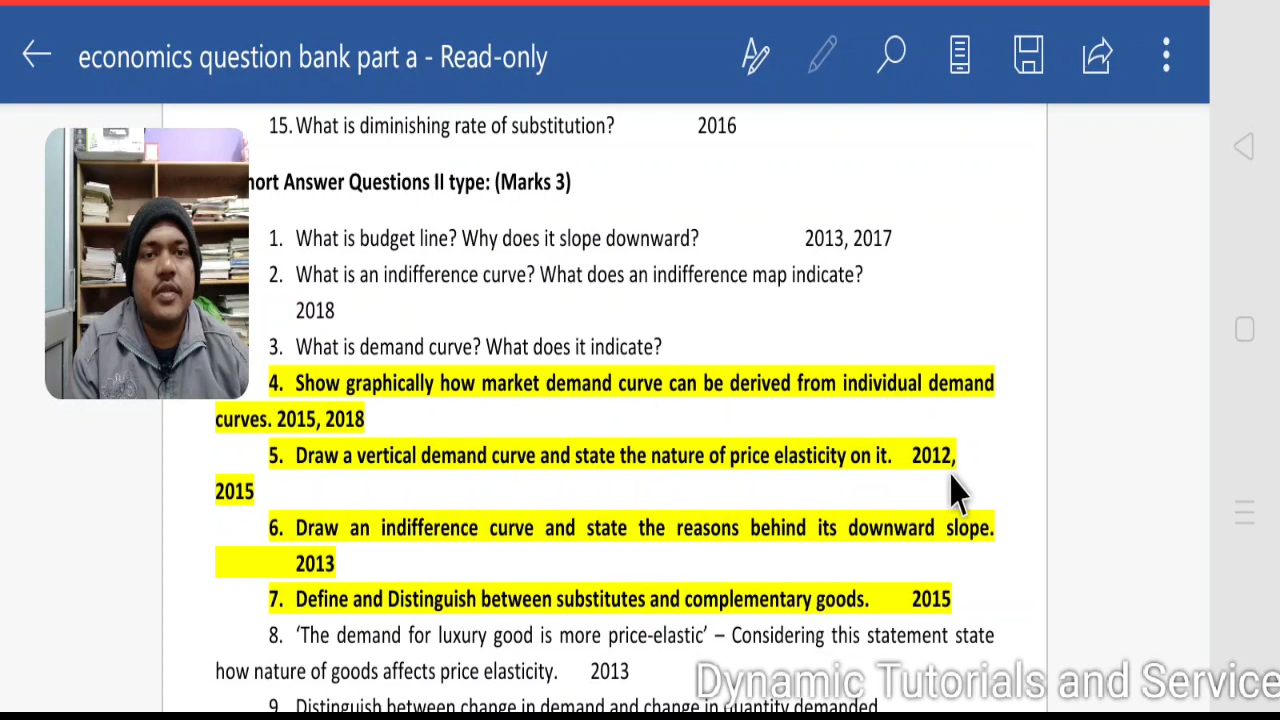 economics question bank part a - Read-only
15. What is diminishing rate of substitution? 2016
hort Answer Questions II type: (Marks 3)
1. What is budget line? Why does it slope downward? 2013, 2017
2. What is an indifference curve? What does an indifference map indicate?
2018
3. What is demand curve? What does it indicate?
4. Show graphically how market demand curve can be derived from individual demand
curves. 2015, 2018
5. Draw a vertical demand curve and state the nature of price elasticity on it. 2012,
2015
6. Draw an indifference curve and state the reasons behind its downward slope.
2013
7. Define and Distinguish between substitutes and complementary goods. 2015
8. ‘The demand for luxury good is more price-elastic’ – Considering this statement state
how nature of goods affects price elasticity. 2013
9 Distinguish between change in demand and change in quantity demanded
Dynamic Tutorials and Service